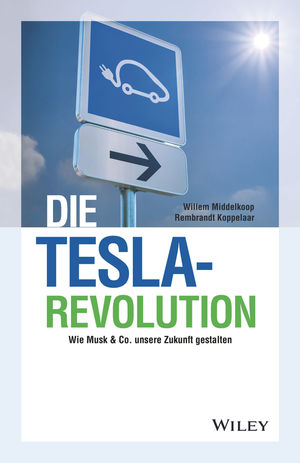 Willem Middelkoop
Rembrandt Koppelaar
DIE
TESLA-
REVOLUTION
Wie Musk & Co. unsere Zukunft gestalten
WILEY